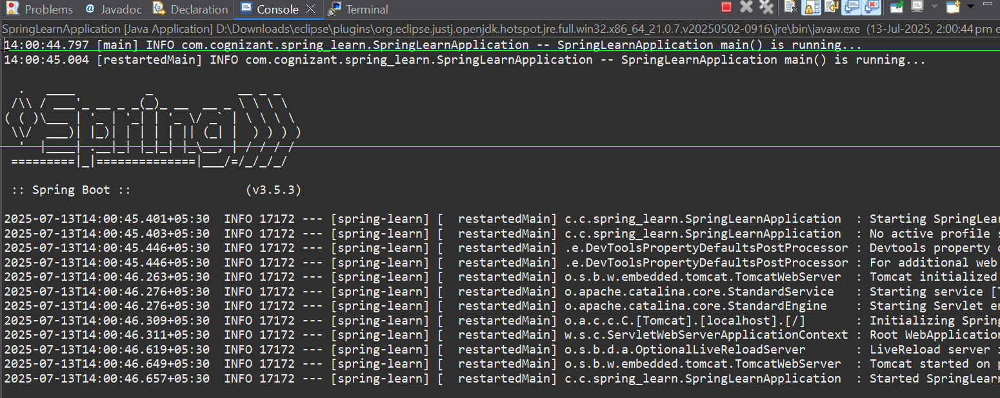 Problems @ Javadoc Declaration Console Terminal
SpringLearnApplication [Java Application] D:\Downloads\eclipse\plugins\org.eclipse.justj.openjdk.hotspot.jre.full.win32.x86_64_21.0.7.v20250502-0916\jre\bin\javaw.exe (13-Jul-2025, 2:00:44 pm e
14:00:44.797 [main] INFO com.cognizant.spring_learn.SpringLearnApplication -- SpringLearnApplication main() is running...
14:00:45.004 [restartedMain] INFO com.cognizant.spring_learn.SpringLearnApplication -- SpringLearnApplication main() is running...
  .   ____          _            __ _ _
 /\\ / ___'_ __ _ _(_)_ __  __ _ \ \ \ \
( ( )\___ | '_ | '_| | '_ \/ _` | \ \ \ \
 \\/  ___)| |_)| | | | | || (_| |  ) ) ) )
  '  |____| .__|_| |_|_| |_\__, | / / / /
 =========|_|==============|___/=/_/_/_/
 :: Spring Boot ::                (v3.5.3)
2025-07-13T14:00:45.401+05:30  INFO 17172 --- [spring-learn] [  restartedMain] c.c.spring_learn.SpringLearnApplication  : Starting SpringLear
2025-07-13T14:00:45.403+05:30  INFO 17172 --- [spring-learn] [  restartedMain] c.c.spring_learn.SpringLearnApplication  : No active profile s
2025-07-13T14:00:45.446+05:30  INFO 17172 --- [spring-learn] [  restartedMain] .e.DevToolsPropertyDefaultsPostProcessor : Devtools property d
2025-07-13T14:00:45.446+05:30  INFO 17172 --- [spring-learn] [  restartedMain] .e.DevToolsPropertyDefaultsPostProcessor : For additional web
2025-07-13T14:00:46.263+05:30  INFO 17172 --- [spring-learn] [  restartedMain] o.s.b.w.embedded.tomcat.TomcatWebServer  : Tomcat initialized
2025-07-13T14:00:46.276+05:30  INFO 17172 --- [spring-learn] [  restartedMain] o.apache.catalina.core.StandardService   : Starting service [T
2025-07-13T14:00:46.276+05:30  INFO 17172 --- [spring-learn] [  restartedMain] o.apache.catalina.core.StandardEngine    : Starting Servlet en
2025-07-13T14:00:46.309+05:30  INFO 17172 --- [spring-learn] [  restartedMain] o.a.c.c.C.[Tomcat].[localhost].[/]       : Initializing Spring
2025-07-13T14:00:46.311+05:30  INFO 17172 --- [spring-learn] [  restartedMain] w.s.c.ServletWebServerApplicationContext : Root WebApplication
2025-07-13T14:00:46.619+05:30  INFO 17172 --- [spring-learn] [  restartedMain] o.s.b.d.a.OptionalLiveReloadServer       : LiveReload server i
2025-07-13T14:00:46.649+05:30  INFO 17172 --- [spring-learn] [  restartedMain] o.s.b.w.embedded.tomcat.TomcatWebServer  : Tomcat started on p
2025-07-13T14:00:46.657+05:30  INFO 17172 --- [spring-learn] [  restartedMain] c.c.spring_learn.SpringLearnApplication  : Started SpringLearn